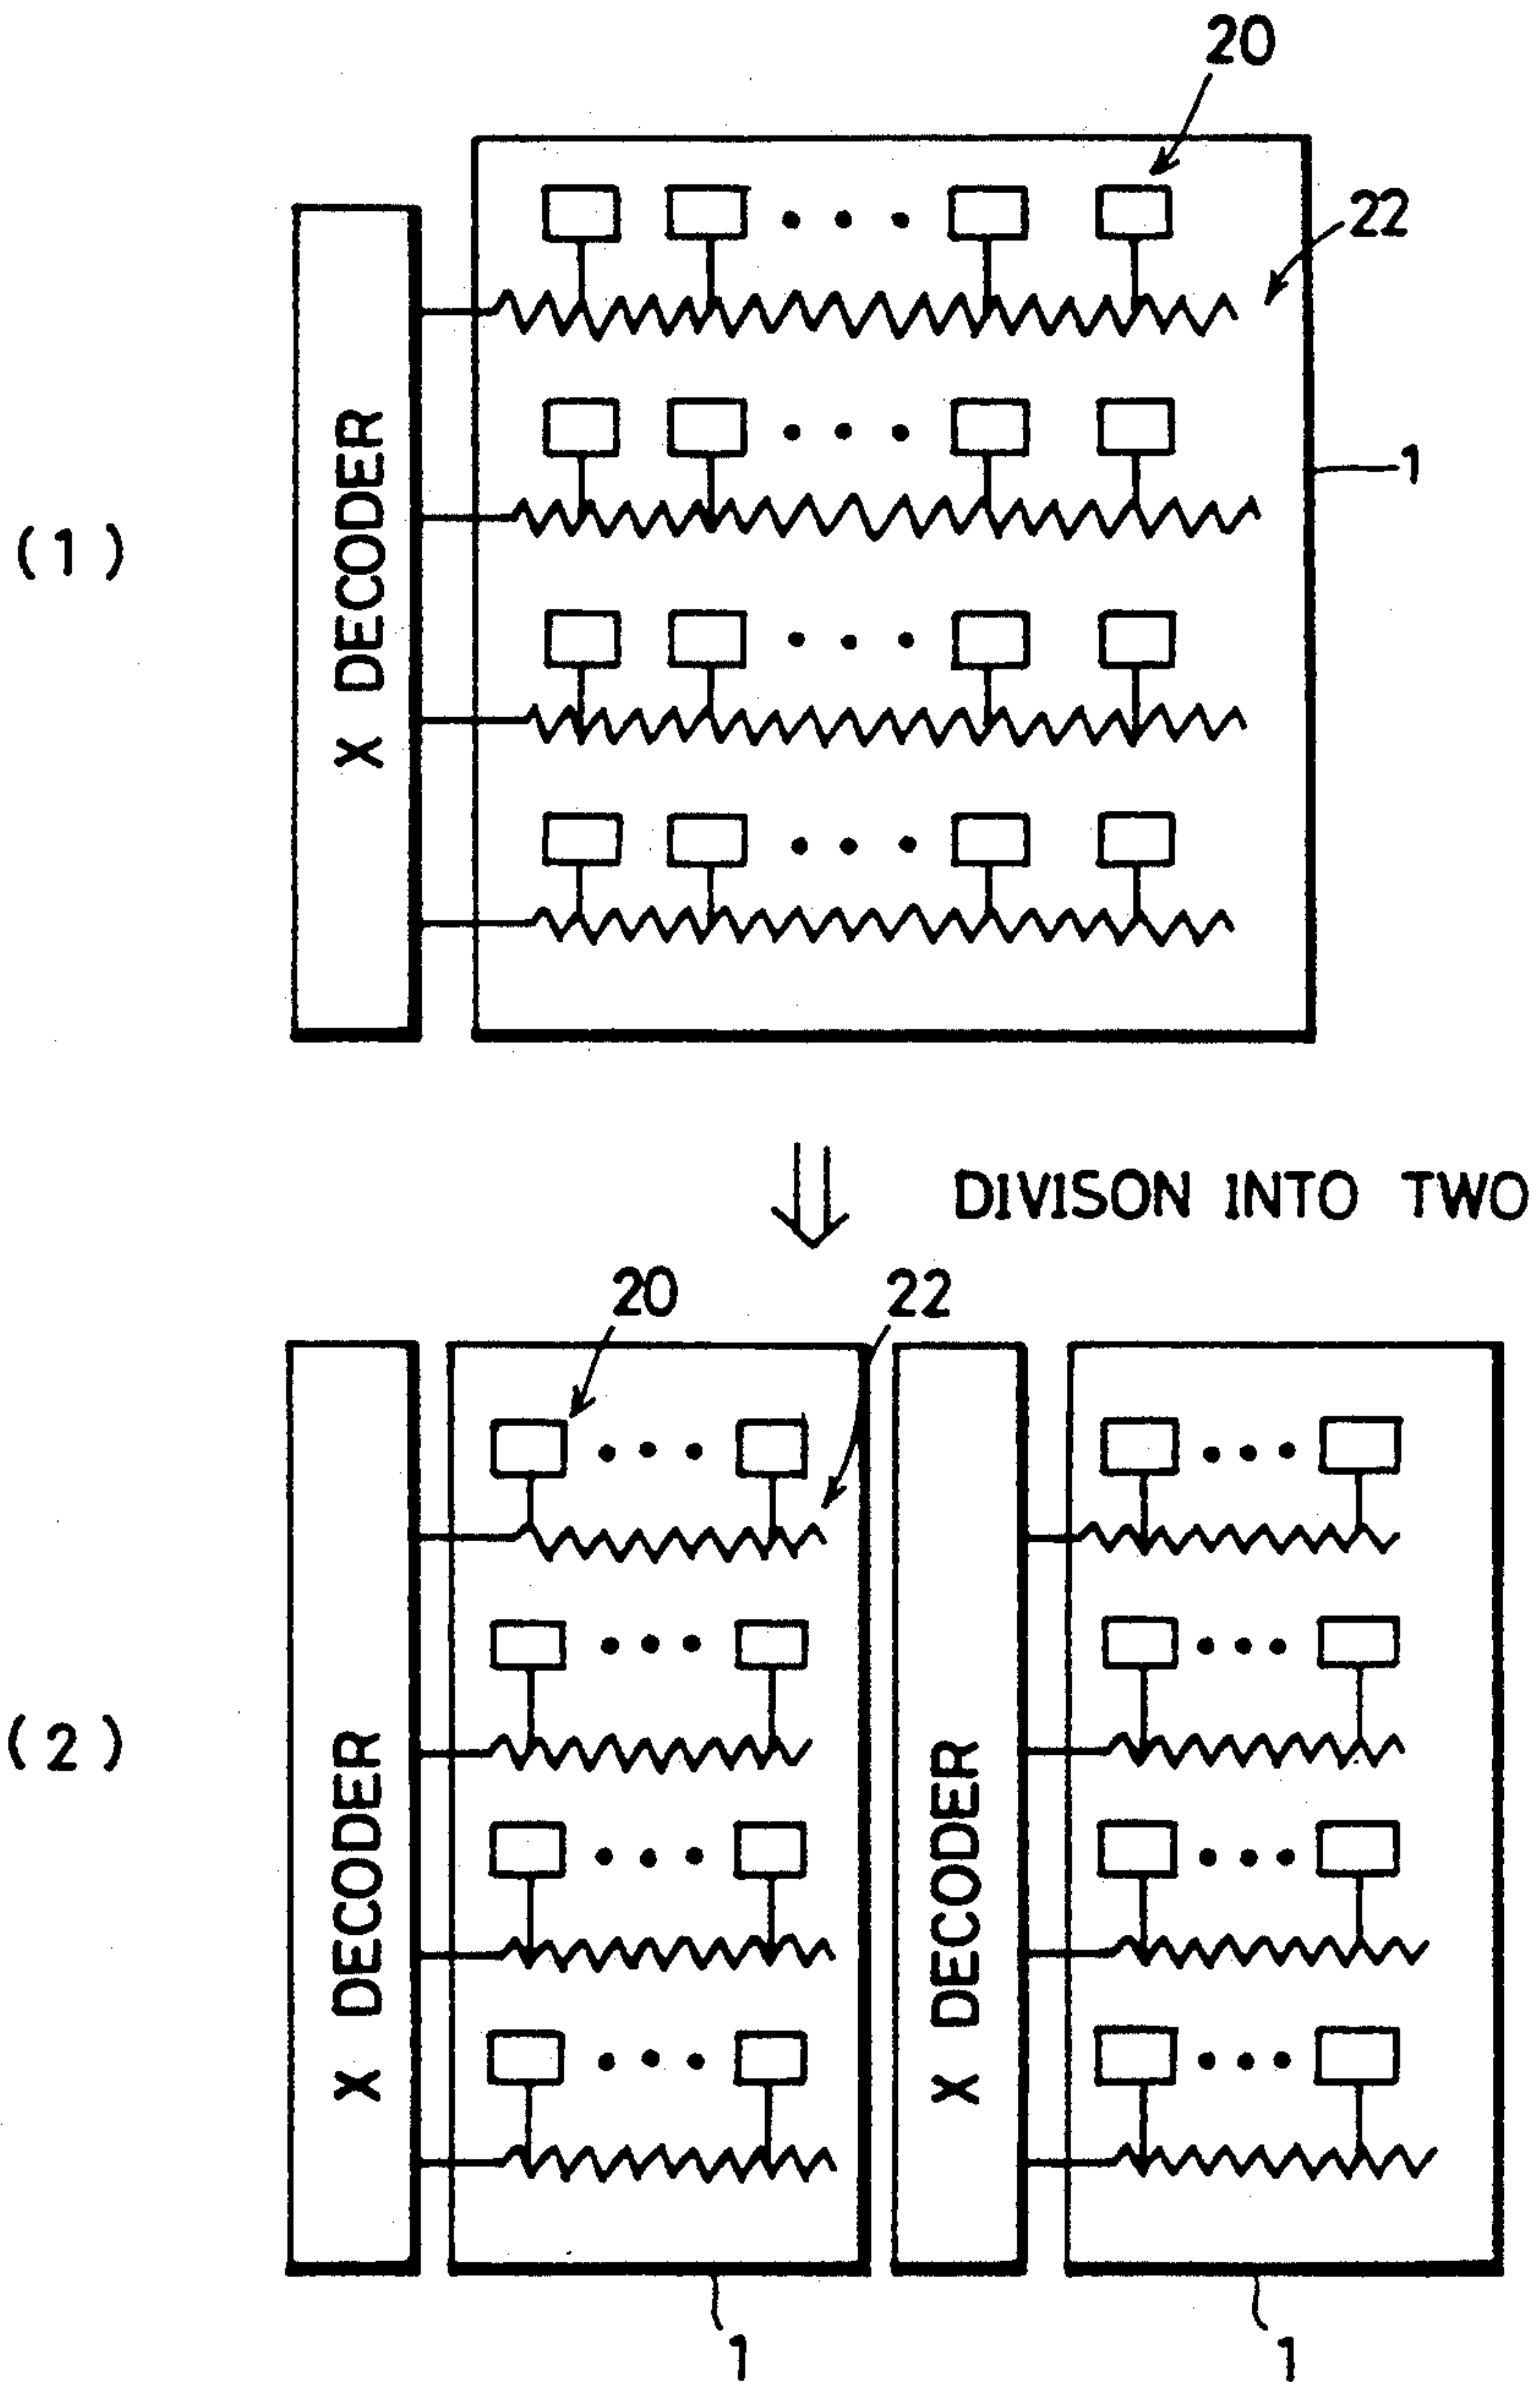 20
22
(1)
X DECODER
1
DIVISON INTO TWO
20
22
(2)
X DECODER
X DECODER
1
1